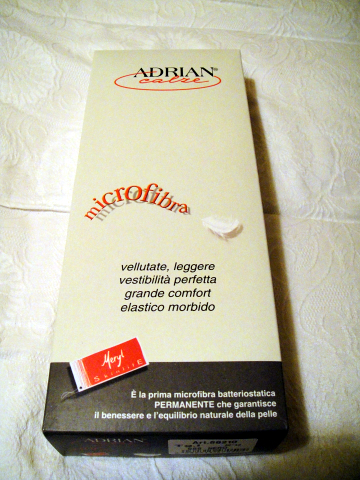 ADRIAN®
calze
microfibra
vellutate, leggere
vestibilità perfetta
grande comfort
elastico morbido
Meryl
SKINLIFE
È la prima microfibra batteriostatica
PERMANENTE che garantisce
il benessere e l'equilibrio naturale della pelle
ADRIAN